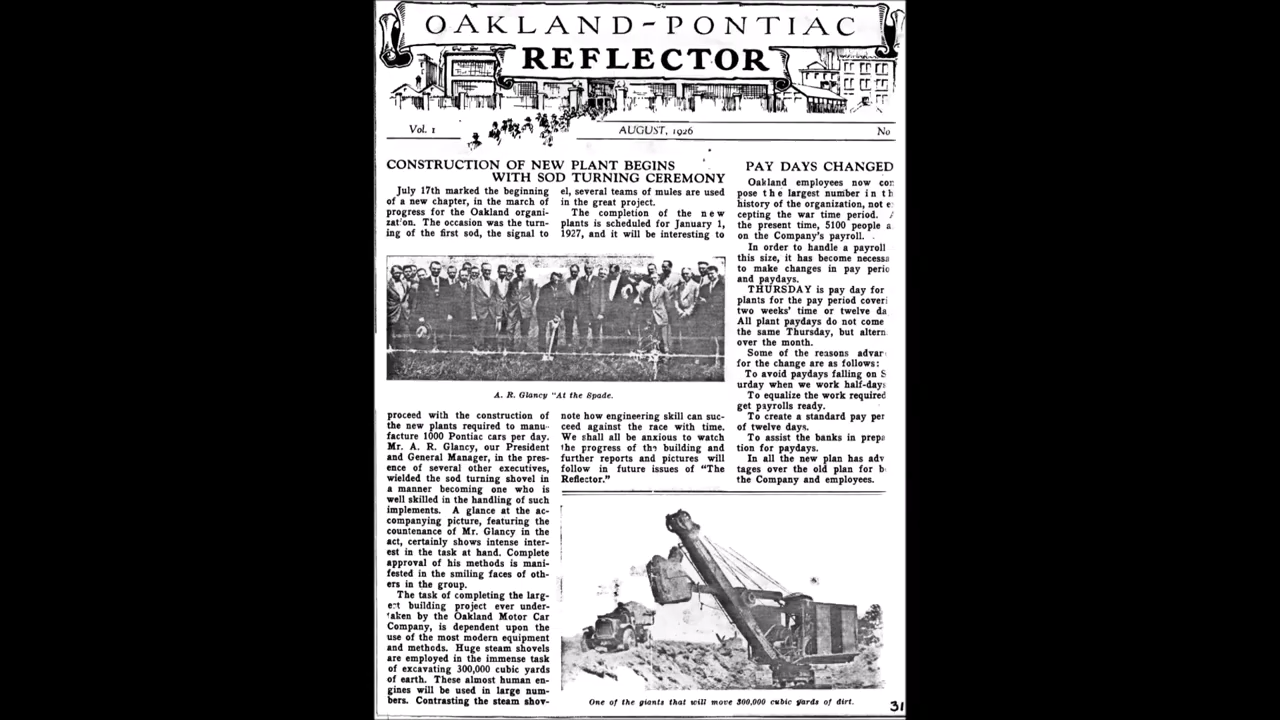 OAKLAND-PONTIAC
REFLECTOR
Vol. 1
AUGUST, 1926
No
CONSTRUCTION OF NEW PLANT BEGINS
WITH SOD TURNING CEREMONY
July 17th marked the beginning
of a new chapter, in the march of
progress for the Oakland organi-
zation. The occasion was the turn-
ing of the first sod, the signal to
el, several teams of mules are used
in the great project.
The completion of the new
plants is scheduled for January 1,
1927, and it will be interesting to
A. R. Glancy "At the Spade.
proceed with the construction of
the new plants required to manu-
facture 1000 Pontiac cars per day.
Mr. A. R. Glancy, our President
and General Manager, in the pres-
ence of several other executives,
wielded the sod turning shovel in
a manner becoming one who is
well skilled in the handling of such
implements. A glance at the ac-
companying picture, featuring the
countenance of Mr. Glancy in the
act, certainly shows intense inter-
est in the task at hand. Complete
approval of his methods is mani-
fested in the smiling faces of oth-
ers in the group.
The task of completing the larg-
est building project ever under-
taken by the Oakland Motor Car
Company, is dependent upon the
use of the most modern equipment
and methods. Huge steam shovels
are employed in the immense task
of excavating 300,000 cubic yards
of earth. These almost human en-
gines will be used in large num-
bers. Contrasting the steam shov-
note how engineering skill can suc-
ceed against the race with time.
We shall all be anxious to watch
the progress of the building and
further reports and pictures will
follow in future issues of "The
Reflector."
PAY DAYS CHANGED
Oakland employees now com
pose the largest number in th
history of the organization, not e
cepting the war time period. A
the present time, 5100 people a
on the Company's payroll.
In order to handle a payroll
this size, it has become necessa
to make changes in pay perio
and paydays.
THURSDAY is pay day for
plants for the pay period coveri
two weeks' time or twelve da
All plant paydays do not come
the same Thursday, but altern
over the month.
Some of the reasons advan
for the change are as follows:
To avoid paydays falling on S
urday when we work half-days
To equalize the work required
get payrolls ready.
To create a standard pay per
of twelve days.
To assist the banks in prepa
tion for paydays.
In all the new plan has adv
tages over the old plan for b
the Company and employees.
One of the giants that will move 300,000 cubic yards of dirt.
31